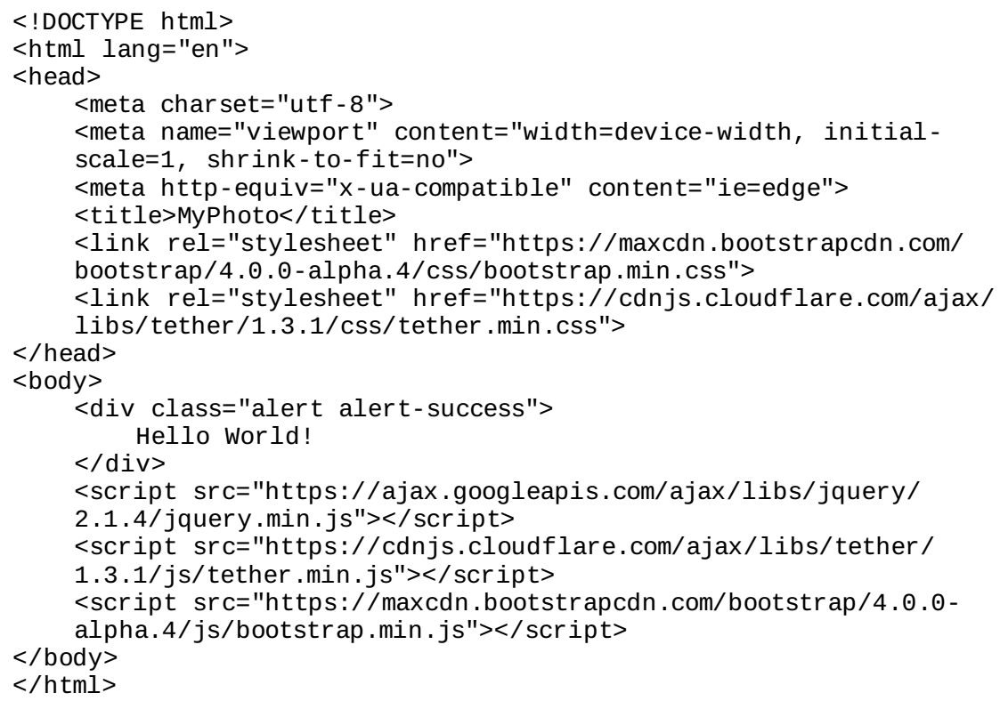 <!DOCTYPE html>
<html lang="en">
<head>
    <meta charset="utf-8">
    <meta name="viewport" content="width=device-width, initial-
    scale=1, shrink-to-fit=no">
    <meta http-equiv="x-ua-compatible" content="ie=edge">
    <title>MyPhoto</title>
    <link rel="stylesheet" href="https://maxcdn.bootstrapcdn.com/
    bootstrap/4.0.0-alpha.4/css/bootstrap.min.css">
    <link rel="stylesheet" href="https://cdnjs.cloudflare.com/ajax/
    libs/tether/1.3.1/css/tether.min.css">
</head>
<body>
    <div class="alert alert-success">
        Hello World!
    </div>
    <script src="https://ajax.googleapis.com/ajax/libs/jquery/
    2.1.4/jquery.min.js"></script>
    <script src="https://cdnjs.cloudflare.com/ajax/libs/tether/
    1.3.1/js/tether.min.js"></script>
    <script src="https://maxcdn.bootstrapcdn.com/bootstrap/4.0.0-
    alpha.4/js/bootstrap.min.js"></script>
</body>
</html>